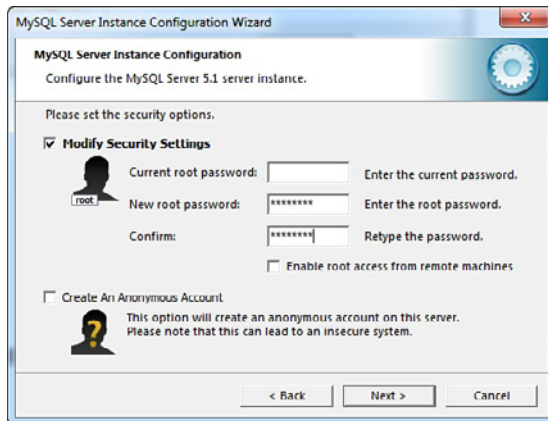 MySQL Server Instance Configuration Wizard
MySQL Server Instance Configuration
Configure the MySQL Server 5.1 server instance.
Please set the security options.
Modify Security Settings
Current root password: Enter the current password.
root
New root password: ******** Enter the root password.
Confirm: ******** Retype the password.
Enable root access from remote machines
Create An Anonymous Account
This option will create an anonymous account on this server.
Please note that this can lead to an insecure system.
< Back Next > Cancel